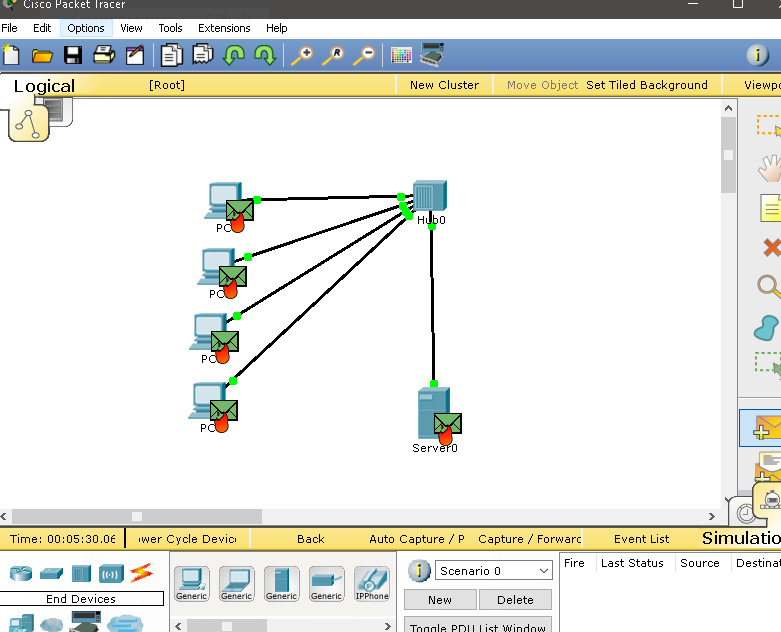 Cisco Packet Tracer
File Edit Options View Tools Extensions Help
Logical [Root] New Cluster Move Object Set Tiled Background Viewpo
PC
PC
PC
PC
Hub0
Server0
Time: 00:05:30.06 wer Cycle Device Back Auto Capture / P Capture / Forward Event List Simulatio
End Devices
Generic Generic Generic Generic IPPhone
Scenario 0
New Delete
Toggle PDU List Window
Fire Last Status Source Destinat